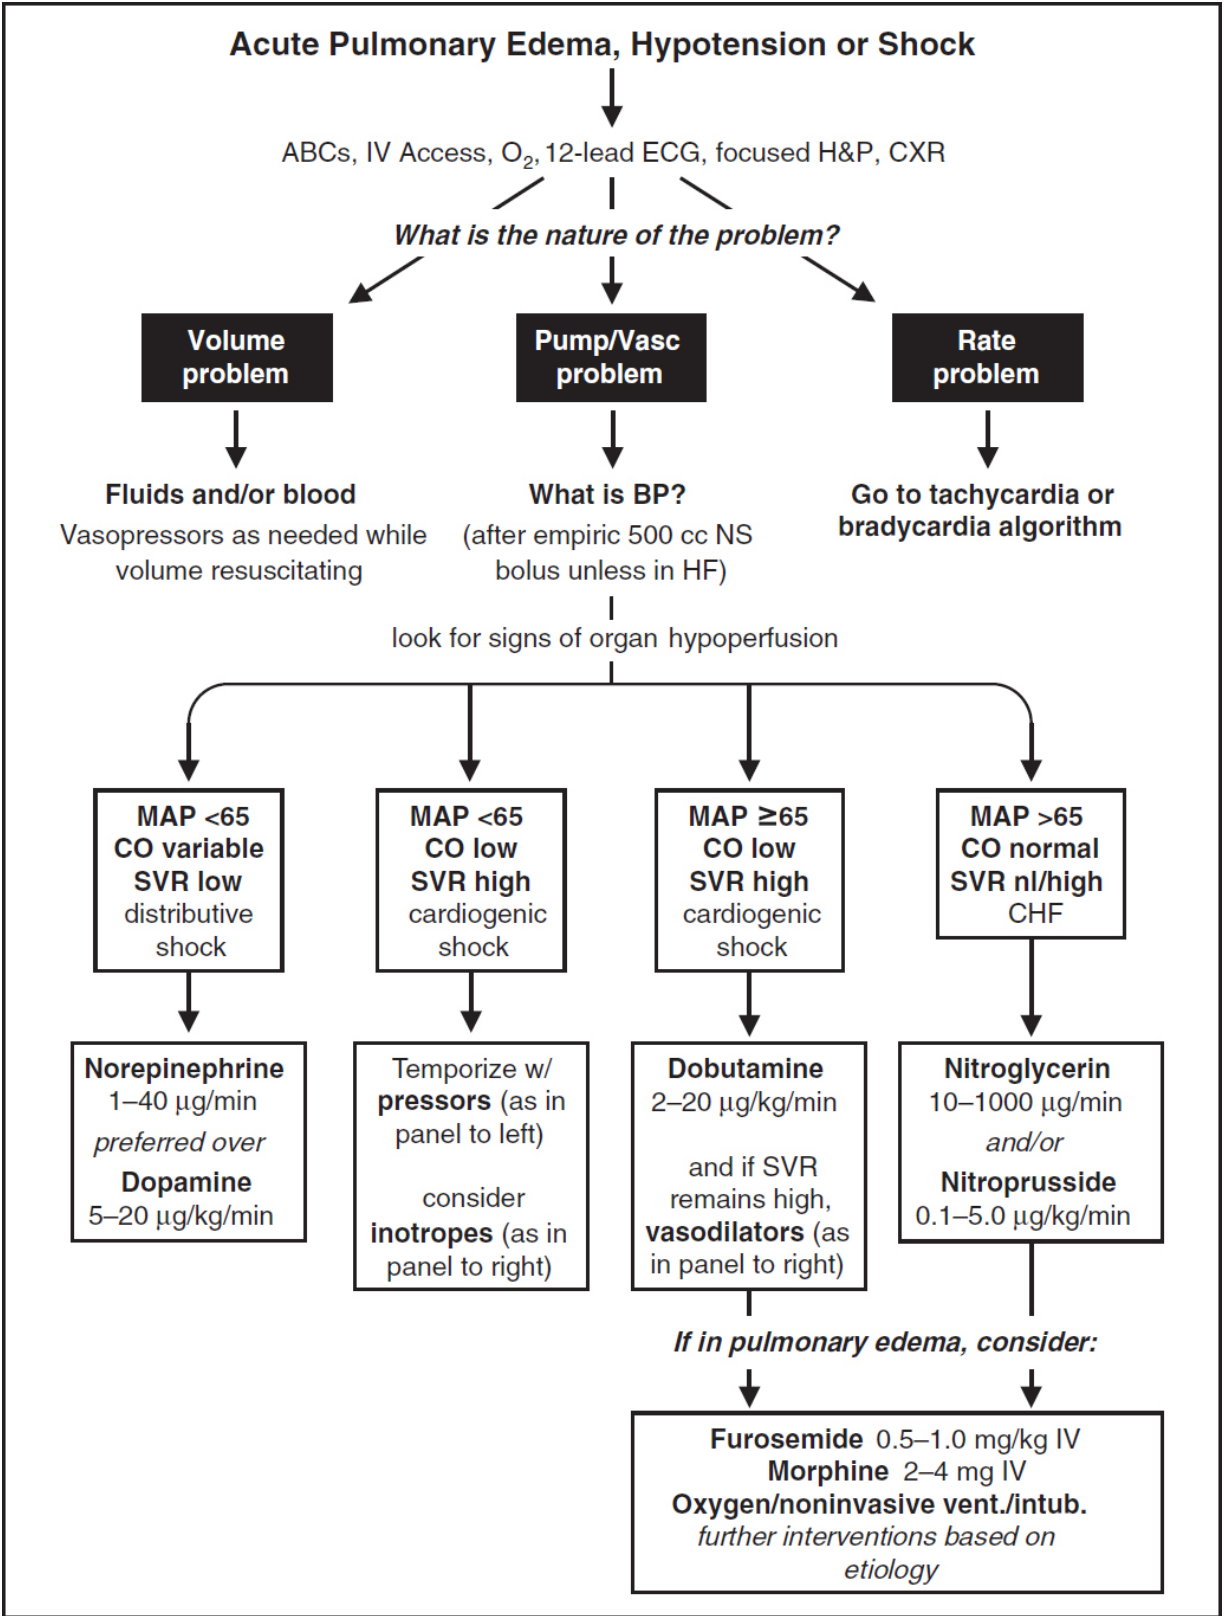 Acute Pulmonary Edema, Hypotension or Shock
ABCs, IV Access, O₂, 12-lead ECG, focused H&P, CXR
What is the nature of the problem?
Volume
problem
Pump/Vasc
problem
Rate
problem
Fluids and/or blood
Vasopressors as needed while
volume resuscitating
What is BP?
(after empiric 500 cc NS
bolus unless in HF)
Go to tachycardia or
bradycardia algorithm
look for signs of organ hypoperfusion
MAP <65
CO variable
SVR low
distributive
shock
MAP <65
CO low
SVR high
cardiogenic
shock
MAP ≥65
CO low
SVR high
cardiogenic
shock
MAP >65
CO normal
SVR nl/high
CHF
Norepinephrine
1–40 μg/min
preferred over
Dopamine
5–20 μg/kg/min
Temporize w/
pressors (as in
panel to left)
consider
inotropes (as in
panel to right)
Dobutamine
2–20 μg/kg/min
and if SVR
remains high,
vasodilators (as
in panel to right)
Nitroglycerin
10–1000 μg/min
and/or
Nitroprusside
0.1–5.0 μg/kg/min
If in pulmonary edema, consider:
Furosemide 0.5–1.0 mg/kg IV
Morphine 2–4 mg IV
Oxygen/noninvasive vent./intub.
further interventions based on
etiology